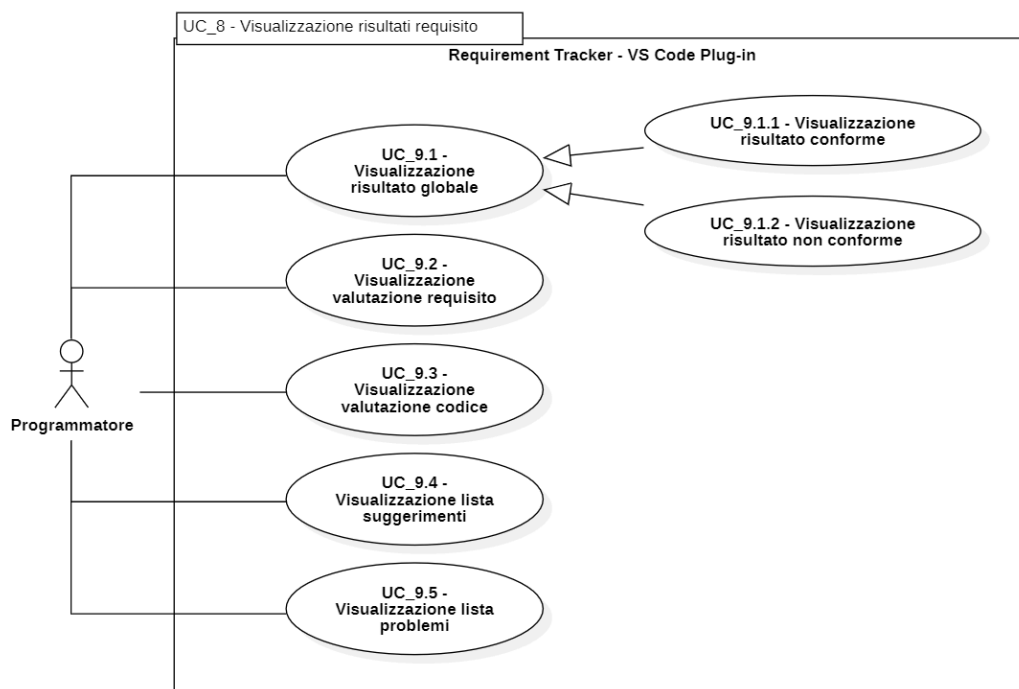 UC_8 - Visualizzazione risultati requisito
Requirement Tracker - VS Code Plug-in
UC_9.1 -
Visualizzazione
risultato globale
UC_9.1.1 - Visualizzazione
risultato conforme
UC_9.1.2 - Visualizzazione
risultato non conforme
UC_9.2 -
Visualizzazione
valutazione requisito
UC_9.3 -
Visualizzazione
valutazione codice
Programmatore
UC_9.4 -
Visualizzazione lista
suggerimenti
UC_9.5 -
Visualizzazione lista
problemi